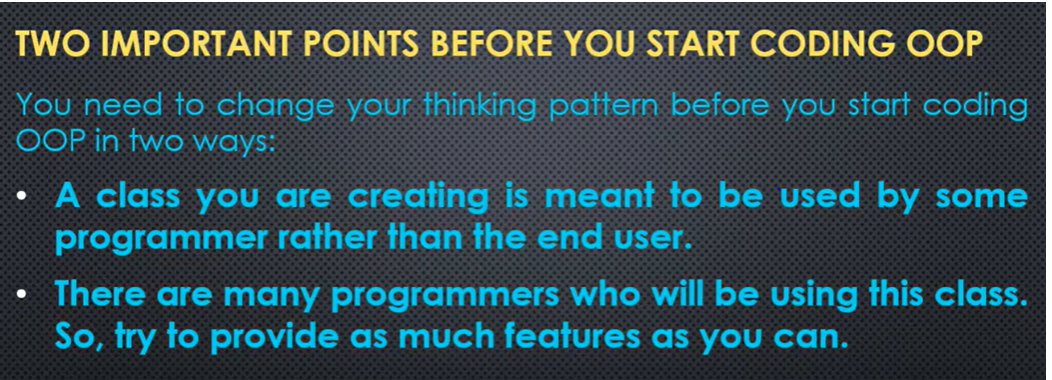 TWO IMPORTANT POINTS BEFORE YOU START CODING OOP
You need to change your thinking pattern before you start coding
OOP in two ways:
• A class you are creating is meant to be used by some
programmer rather than the end user.
• There are many programmers who will be using this class.
So, try to provide as much features as you can.